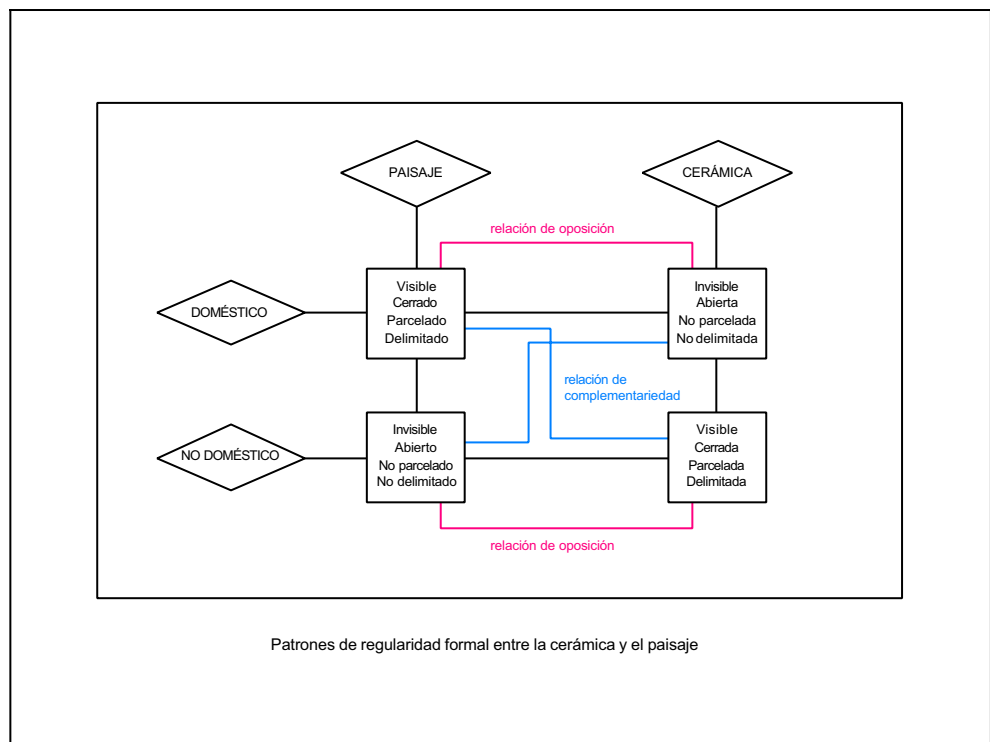 PAISAJE
CERÁMICA
relación de oposición
DOMÉSTICO
Visible
Cerrado
Parcelado
Delimitado
Invisible
Abierta
No parcelada
No delimitada
relación de
complementariedad
NO DOMÉSTICO
Invisible
Abierto
No parcelado
No delimitado
Visible
Cerrada
Parcelada
Delimitada
relación de oposición
Patrones de regularidad formal entre la cerámica y el paisaje